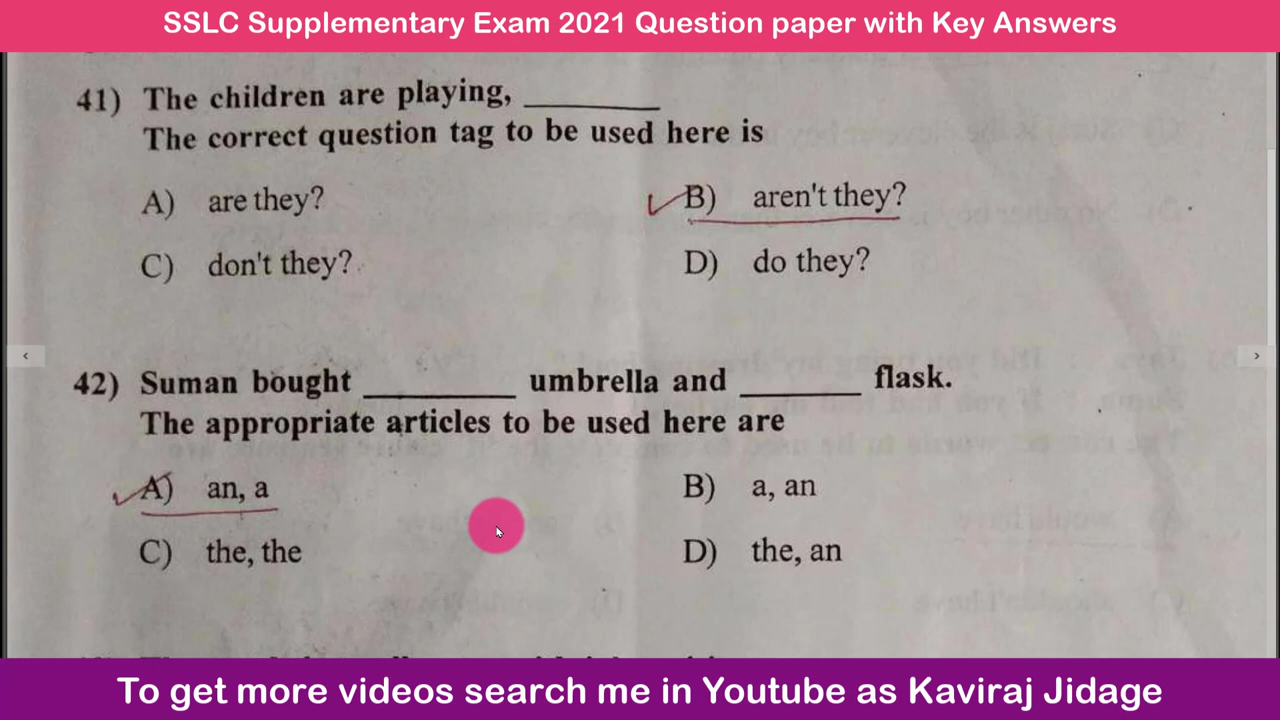 SSLC Supplementary Exam 2021 Question paper with Key Answers
41) The children are playing, __________
The correct question tag to be used here is
A) are they?
B) aren't they?
C) don't they?
D) do they?
42) Suman bought __________ umbrella and __________ flask.
The appropriate articles to be used here are
A) an, a
B) a, an
C) the, the
D) the, an
To get more videos search me in Youtube as Kaviraj Jidage